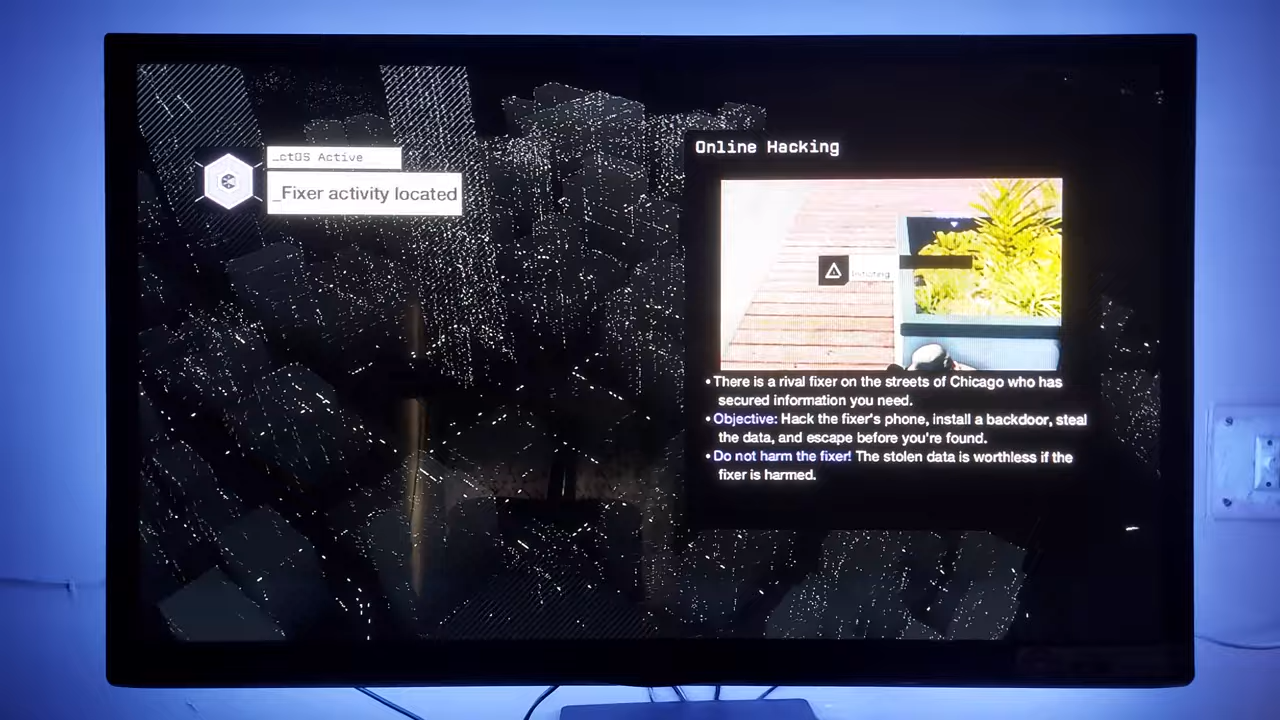 _ctOS Active
_Fixer activity located
Online Hacking
• There is a rival fixer on the streets of Chicago who has
secured information you need.
• Objective: Hack the fixer's phone, install a backdoor, steal
the data, and escape before you're found.
• Do not harm the fixer! The stolen data is worthless if the
fixer is harmed.